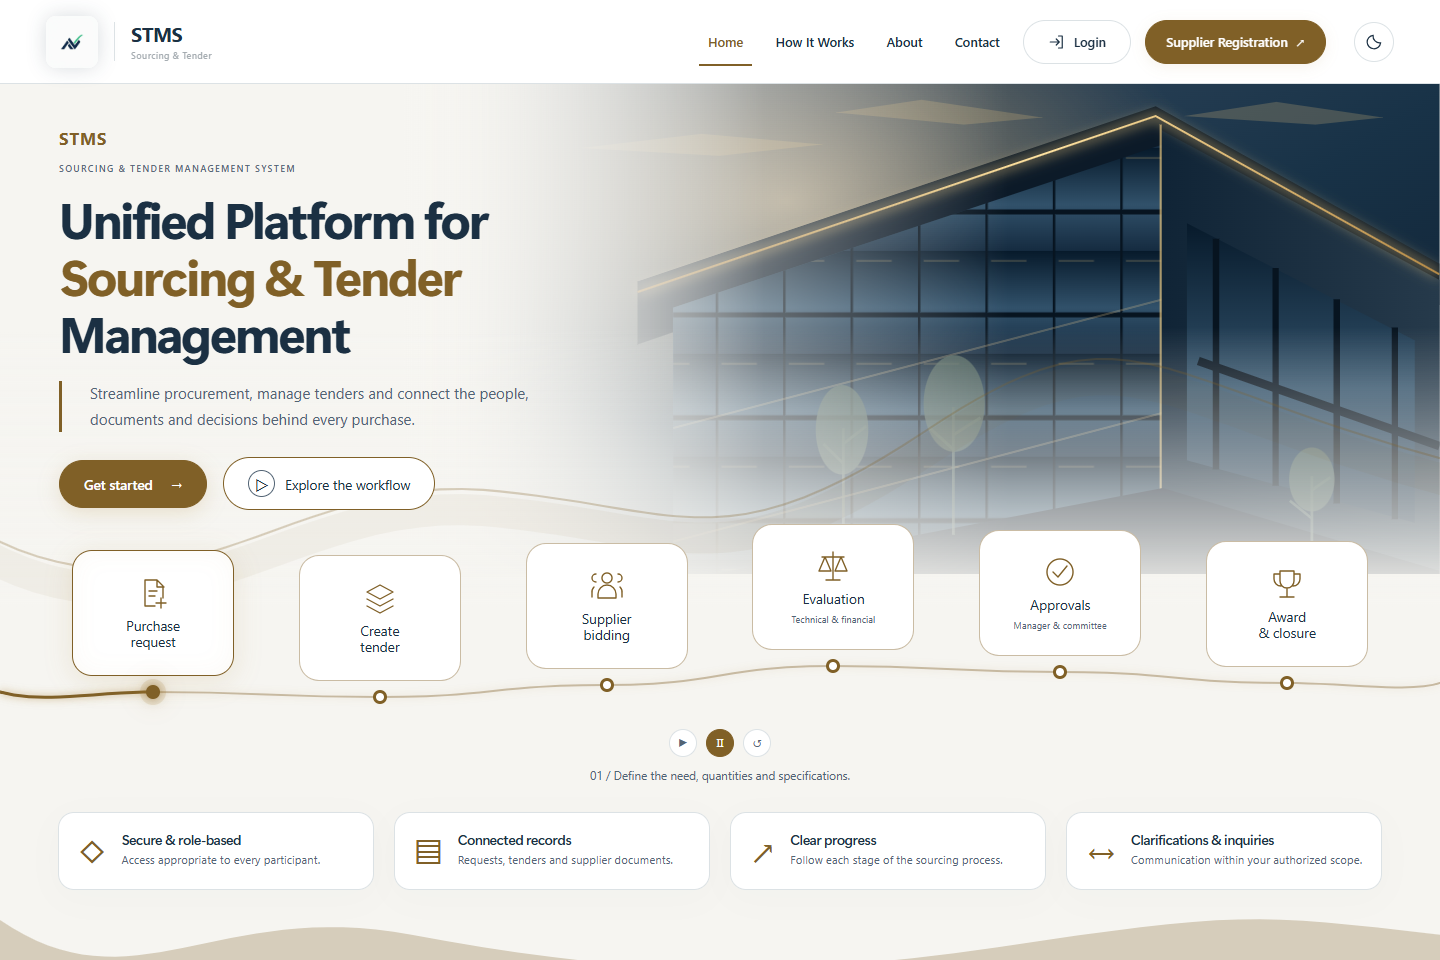 STMS
Sourcing & Tender
Home
How It Works
About
Contact
Login
Supplier Registration ↗
STMS
SOURCING & TENDER MANAGEMENT SYSTEM
Unified Platform for
Sourcing & Tender
Management
Streamline procurement, manage tenders and connect the people,
documents and decisions behind every purchase.
Get started →
Explore the workflow
Purchase
request
Create
tender
Supplier
bidding
Evaluation
Technical & financial
Approvals
Manager & committee
Award
& closure
01 / Define the need, quantities and specifications.
Secure & role-based
Access appropriate to every participant.
Connected records
Requests, tenders and supplier documents.
Clear progress
Follow each stage of the sourcing process.
Clarifications & inquiries
Communication within your authorized scope.